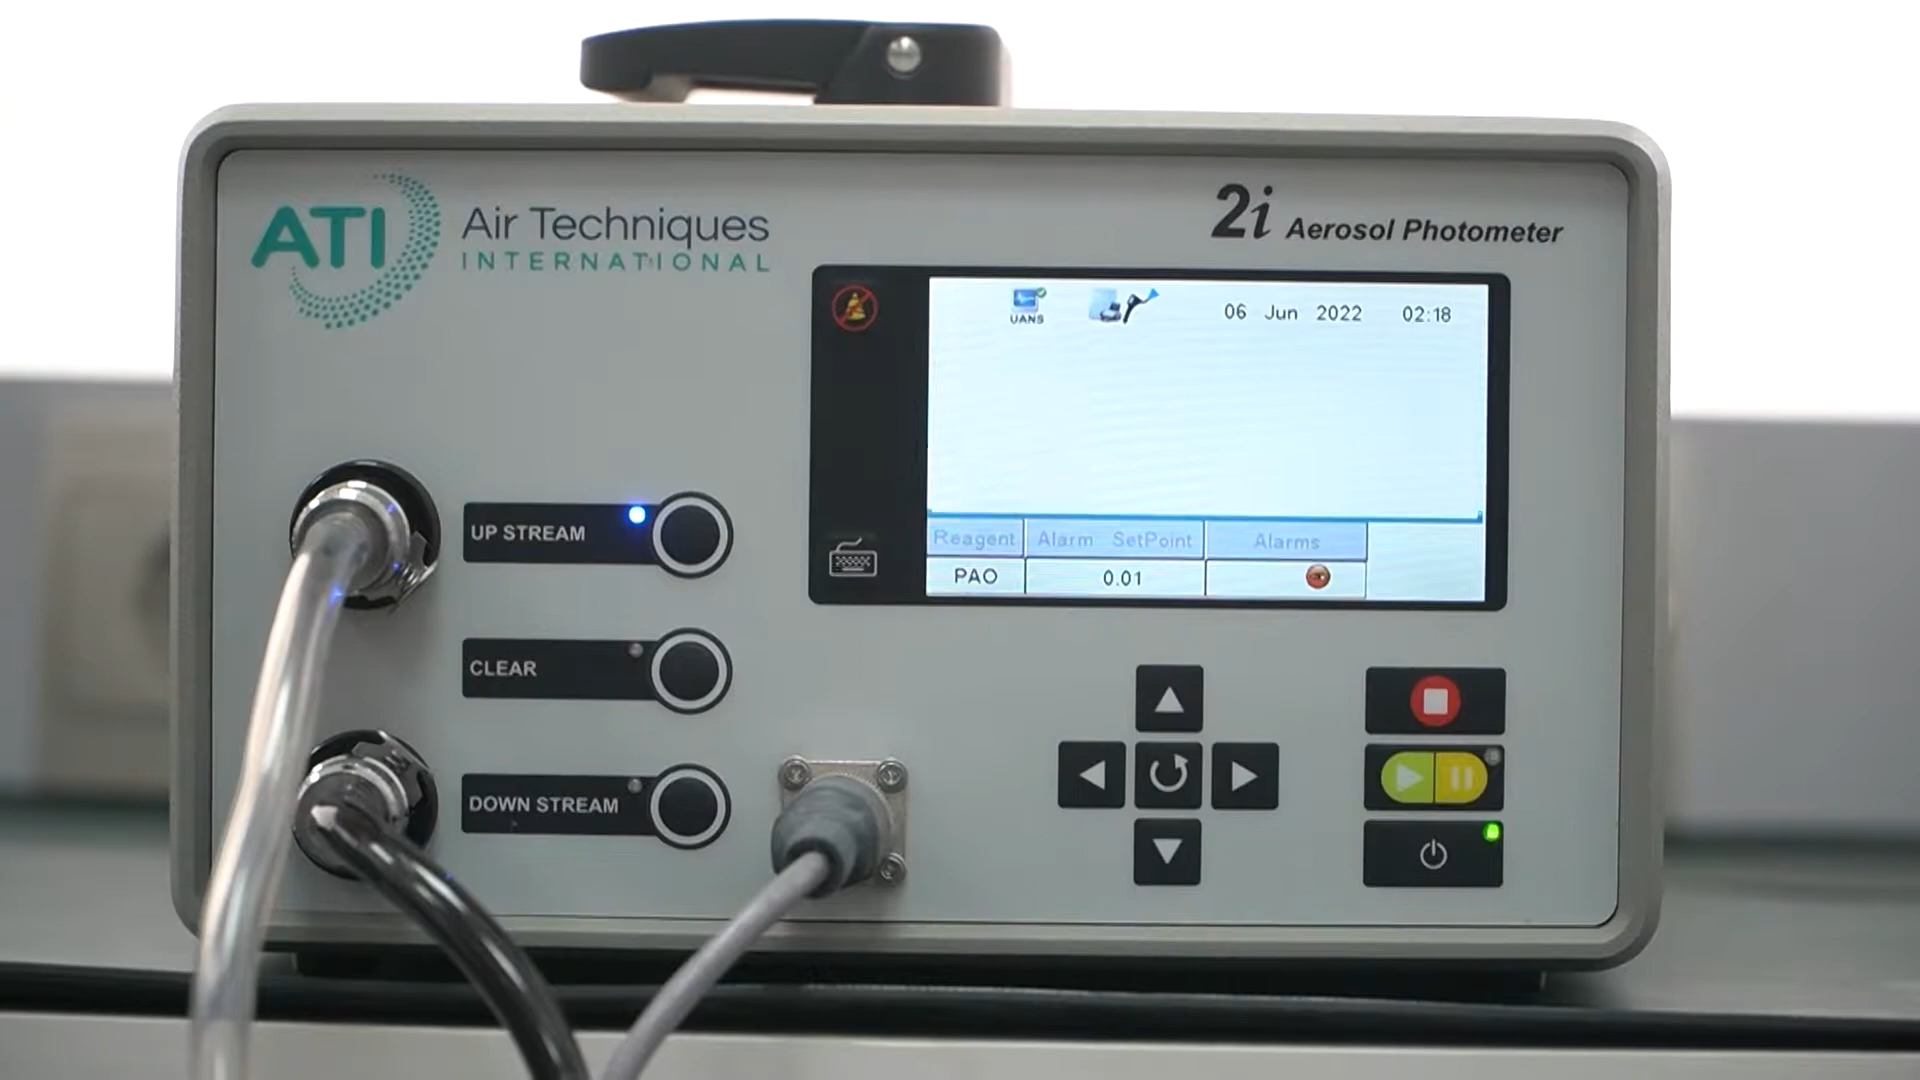 ATI
Air Techniques
INTERNATIONAL
2i Aerosol Photometer
UANS
06 Jun 2022 02:18
Reagent Alarm SetPoint Alarms
PAO 0.01
UP STREAM
CLEAR
DOWN STREAM